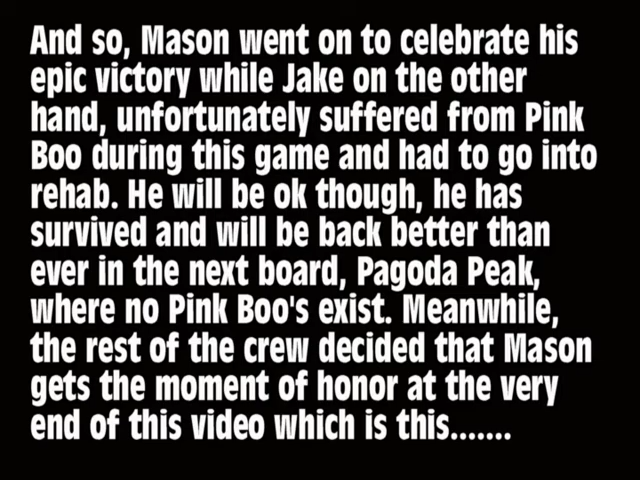 And so, Mason went on to celebrate his
epic victory while Jake on the other
hand, unfortunately suffered from Pink
Boo during this game and had to go into
rehab. He will be ok though, he has
survived and will be back better than
ever in the next board, Pagoda Peak,
where no Pink Boo's exist. Meanwhile,
the rest of the crew decided that Mason
gets the moment of honor at the very
end of this video which is this.......